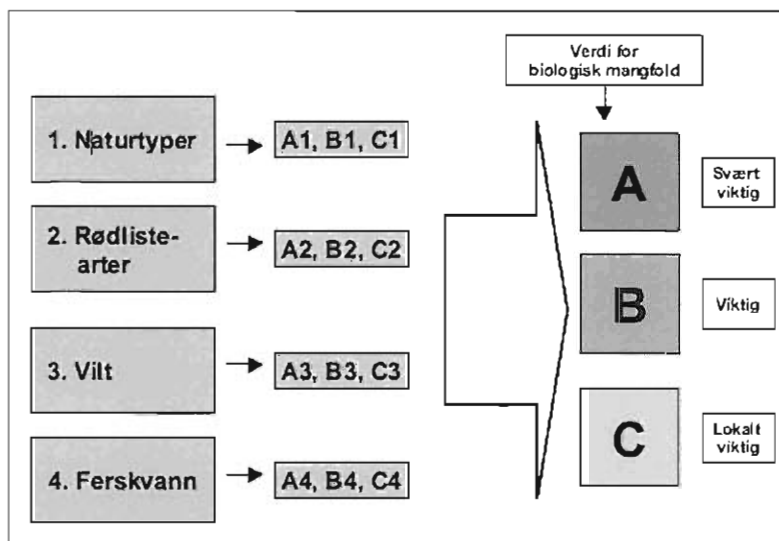 Verdi for
biologisk mangfold
1. Naturtyper
A1, B1, C1
A
Svært
viktig
2. Rødliste-
arter
A2, B2, C2
B
Viktig
3. Vilt
A3, B3, C3
C
Lokalt
viktig
4. Ferskvann
A4, B4, C4